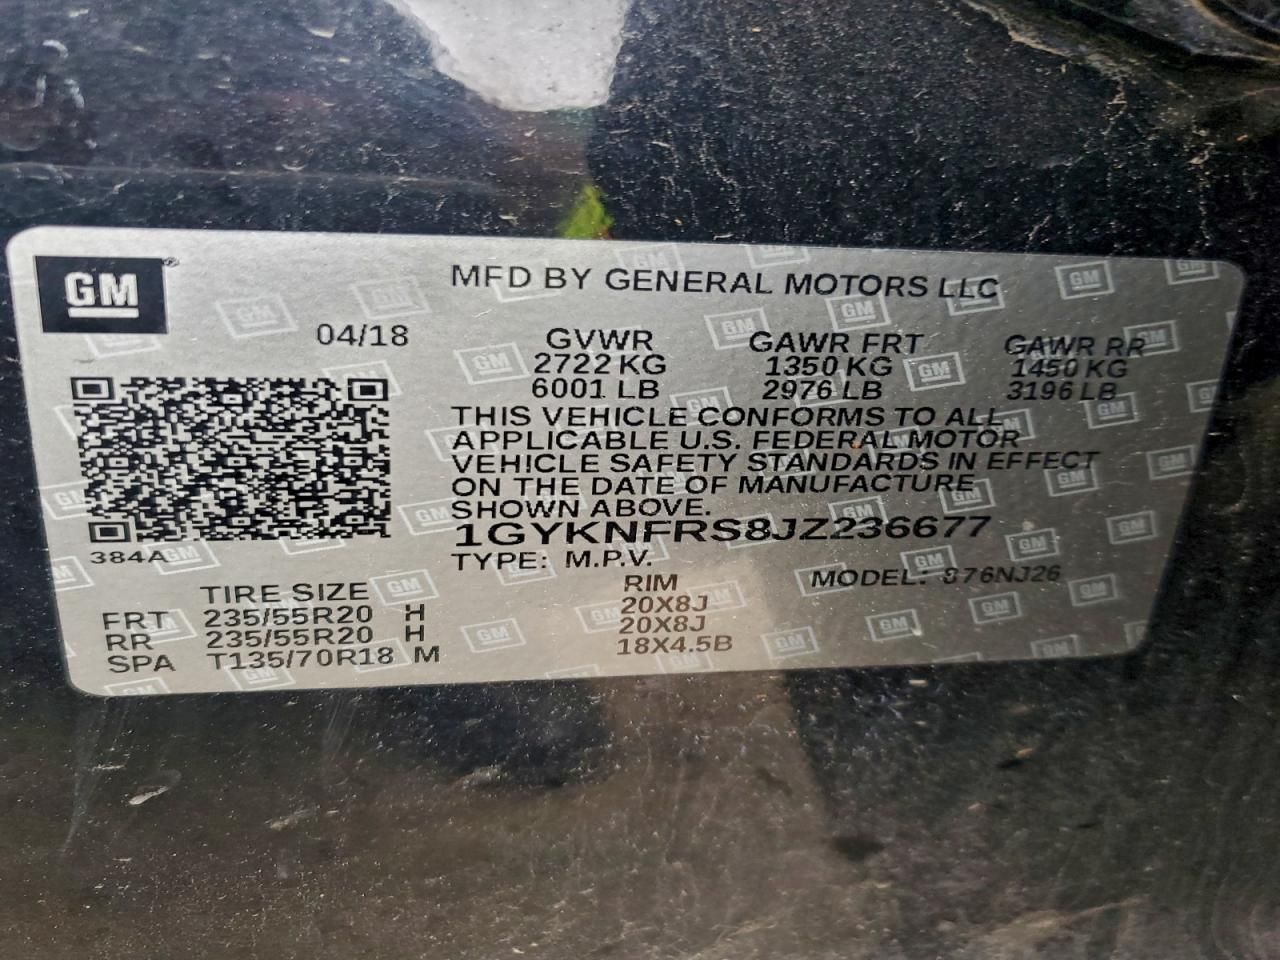 GM
MFD BY GENERAL MOTORS LLC
04/18 GVWR GAWR FRT GAWR RR
2722 KG 1350 KG 1450 KG
6001 LB 2976 LB 3196 LB
THIS VEHICLE CONFORMS TO ALL
APPLICABLE U.S. FEDERAL MOTOR
VEHICLE SAFETY STANDARDS IN EFFECT
ON THE DATE OF MANUFACTURE
SHOWN ABOVE.
1GYKNFRS8JZ236677
384A
TYPE: M.P.V. MODEL: 876NJ26
TIRE SIZE RIM
FRT 235/55R20 H 20X8J
RR 235/55R20 H 20X8J
SPA T135/70R18 M 18X4.5B